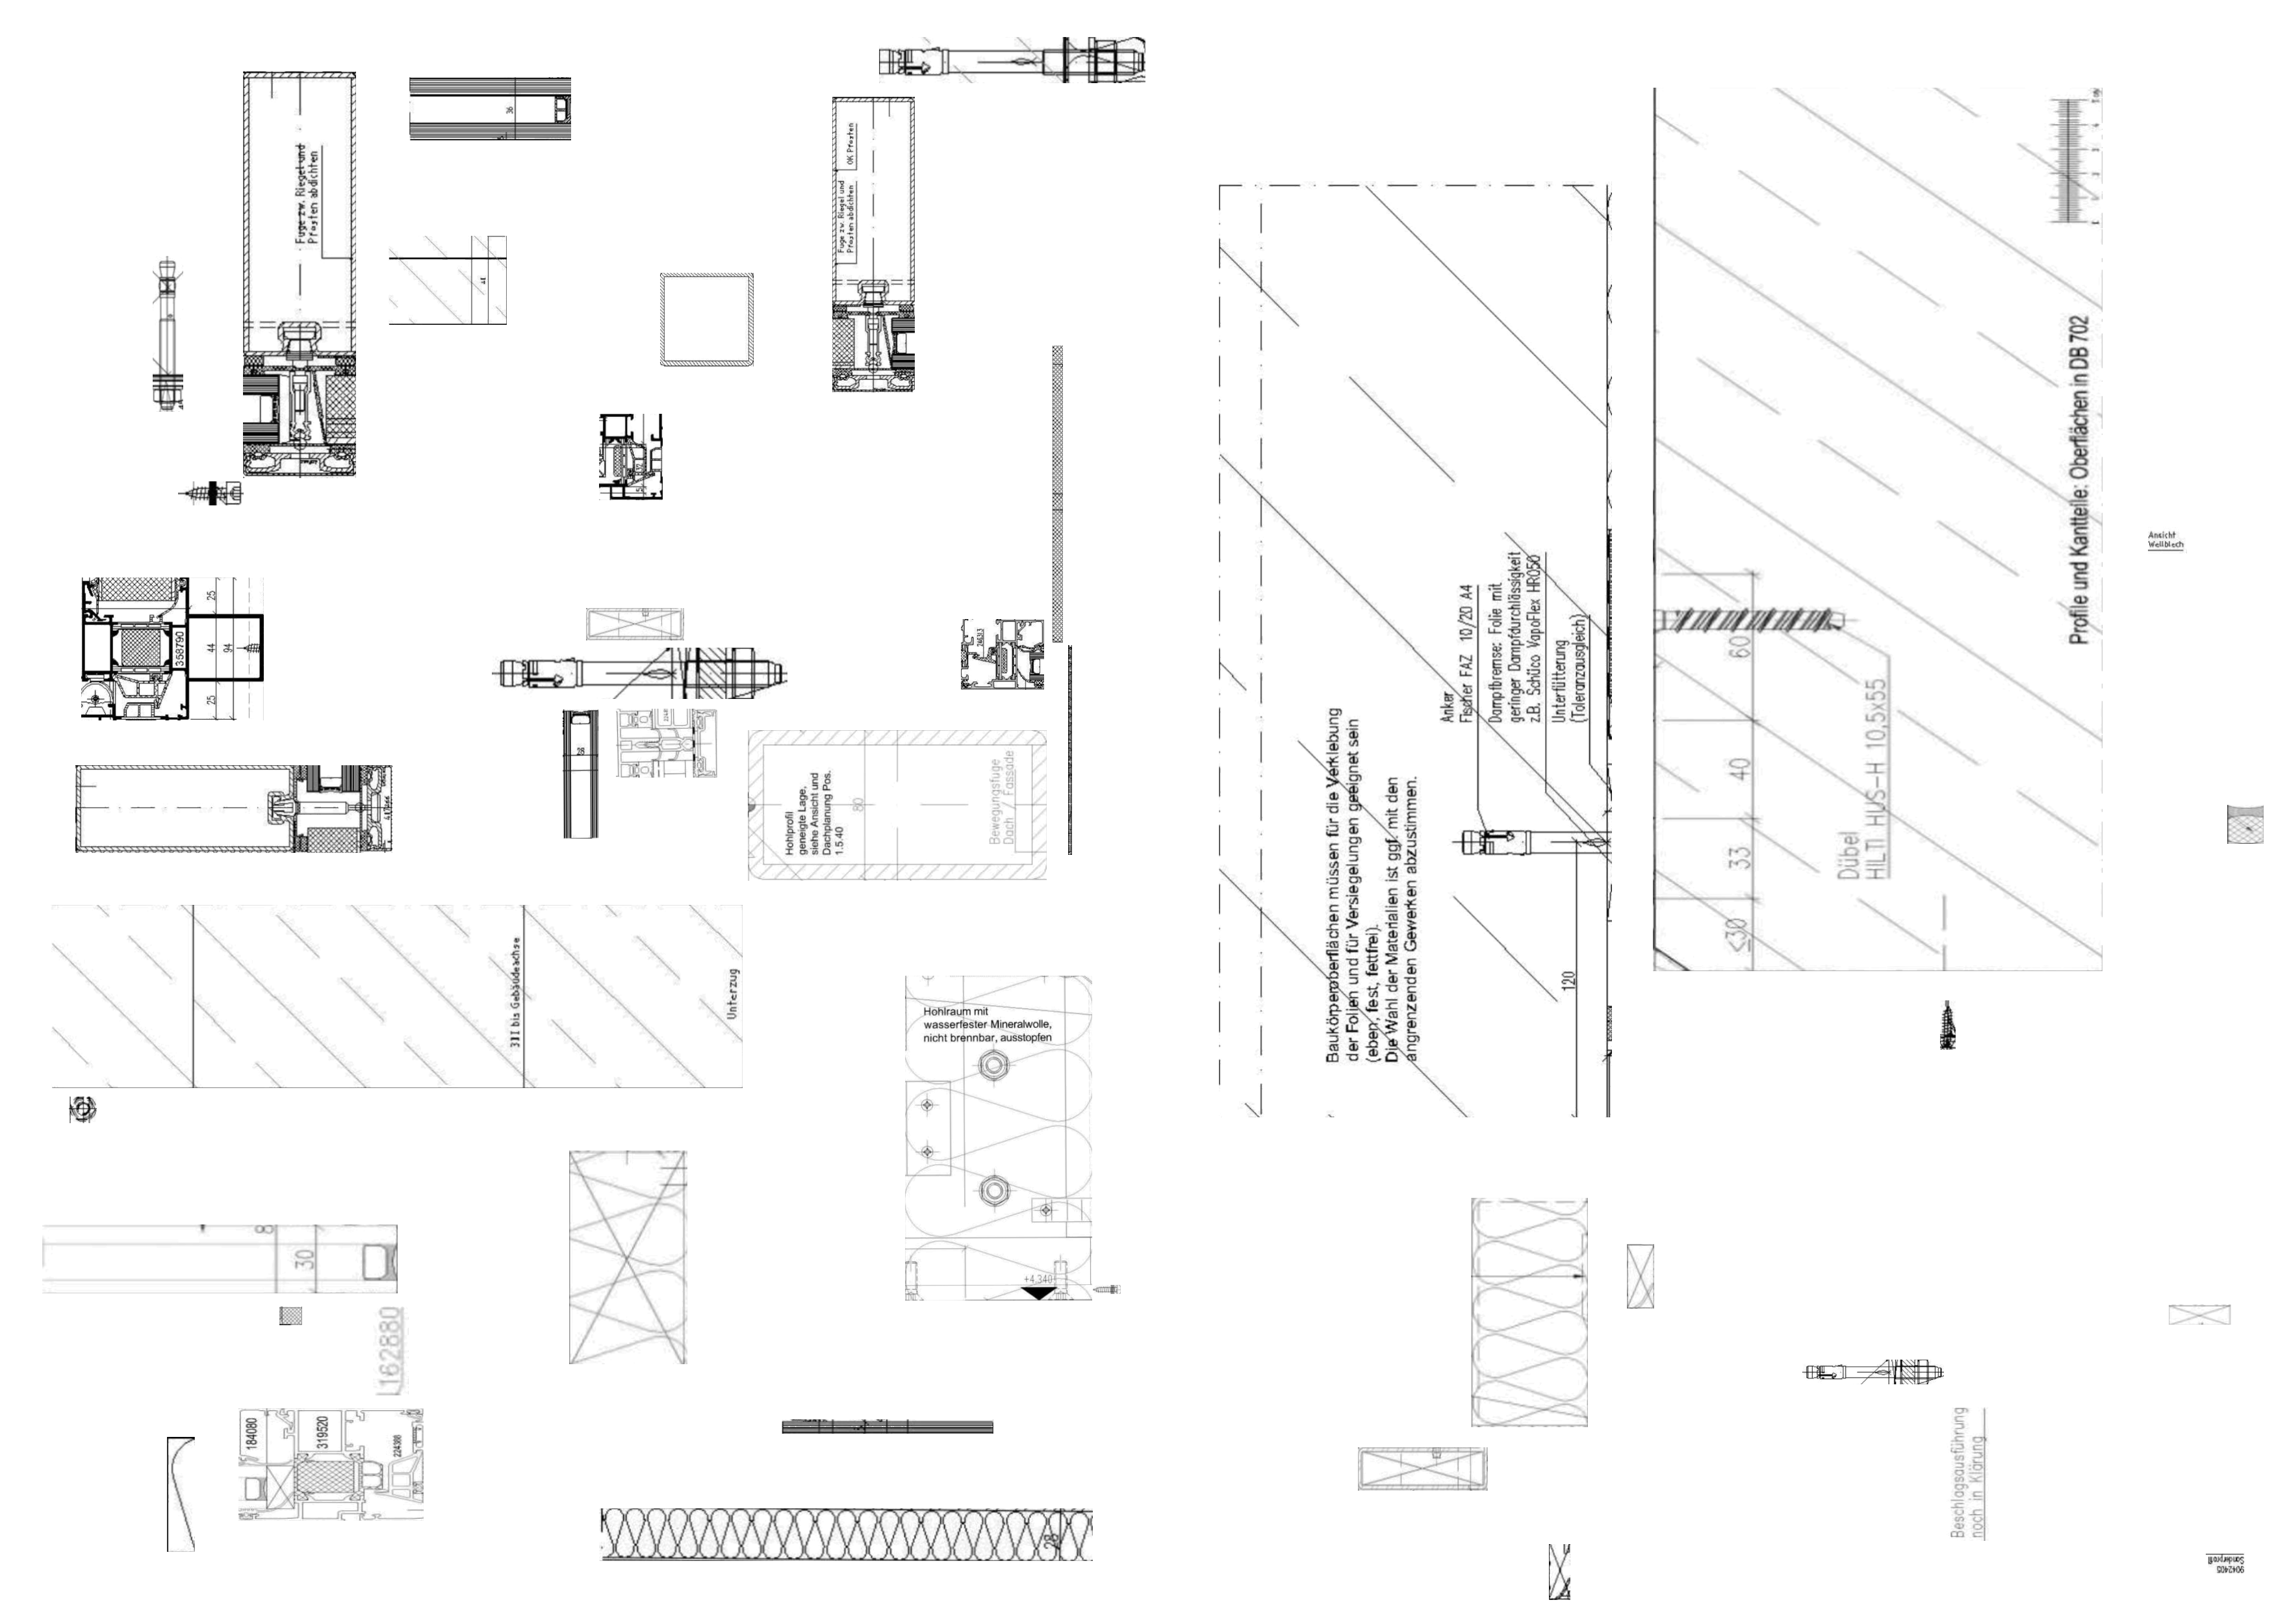 36
Fuge zw. Riegel und
Pfosten abdichten
OK Pfosten
Fuge zw. Riegel und
Pfosten abdichten
44
Profile und Kantteile: Oberflächen in DB 702
Ansicht
Wellblech
25
44
94
25
358790
28
Hohlprofil
geneigte Lage,
siehe Ansicht und
Dachplanung Pos.
1.5.40
80
Bewegungsfuge
Dach / Fassade
Anker
Fischer FAZ 10/20 A4
Dampfbremse: Folie mit
geringer Dampfdurchlässigkeit
z.B. Schüco VapoFlex HR050
Unterfütterung
(Toleranzausgleich)
Baukörperoberflächen müssen für die Verklebung
der Folien und für Versiegelungen geeignet sein
(eben, fest, fettfrei).
Die Wahl der Materialien ist ggf. mit den
angrenzenden Gewerken abzustimmen.
120
60
40
33
≤30
Dübel
HILTI HUS-H 10,5x55
311 bis Gebäudeachse
Unterzug
Hohlraum mit
wasserfester Mineralwolle,
nicht brennbar, ausstopfen
+4,340
8
30
162880
184080
319520
224388
28
Beschlagsausführung
noch in Klärung
9042405
Sonderprofil